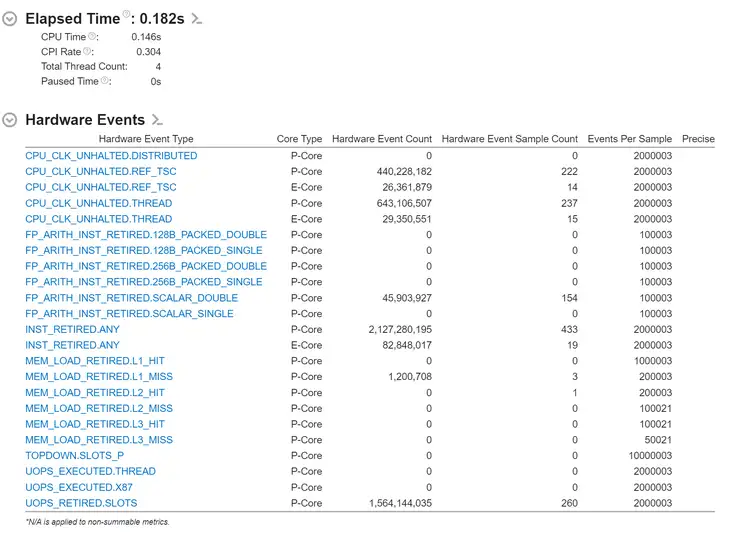 Elapsed Time ?: 0.182s
CPU Time ?: 0.146s
CPI Rate ?: 0.304
Total Thread Count: 4
Paused Time ?: 0s
Hardware Events
Hardware Event Type Core Type Hardware Event Count Hardware Event Sample Count Events Per Sample Precise
CPU_CLK_UNHALTED.DISTRIBUTED P-Core 0 0 2000003
CPU_CLK_UNHALTED.REF_TSC P-Core 440,228,182 222 2000003
CPU_CLK_UNHALTED.REF_TSC E-Core 26,361,879 14 2000003
CPU_CLK_UNHALTED.THREAD P-Core 643,106,507 237 2000003
CPU_CLK_UNHALTED.THREAD E-Core 29,350,551 15 2000003
FP_ARITH_INST_RETIRED.128B_PACKED_DOUBLE P-Core 0 0 100003
FP_ARITH_INST_RETIRED.128B_PACKED_SINGLE P-Core 0 0 100003
FP_ARITH_INST_RETIRED.256B_PACKED_DOUBLE P-Core 0 0 100003
FP_ARITH_INST_RETIRED.256B_PACKED_SINGLE P-Core 0 0 100003
FP_ARITH_INST_RETIRED.SCALAR_DOUBLE P-Core 45,903,927 154 100003
FP_ARITH_INST_RETIRED.SCALAR_SINGLE P-Core 0 0 100003
INST_RETIRED.ANY P-Core 2,127,280,195 433 2000003
INST_RETIRED.ANY E-Core 82,848,017 19 2000003
MEM_LOAD_RETIRED.L1_HIT P-Core 0 0 1000003
MEM_LOAD_RETIRED.L1_MISS P-Core 1,200,708 3 200003
MEM_LOAD_RETIRED.L2_HIT P-Core 0 1 200003
MEM_LOAD_RETIRED.L2_MISS P-Core 0 0 100021
MEM_LOAD_RETIRED.L3_HIT P-Core 0 0 100021
MEM_LOAD_RETIRED.L3_MISS P-Core 0 0 50021
TOPDOWN.SLOTS_P P-Core 0 0 10000003
UOPS_EXECUTED.THREAD P-Core 0 0 2000003
UOPS_EXECUTED.X87 P-Core 0 0 2000003
UOPS_RETIRED.SLOTS P-Core 1,564,144,035 260 2000003
*N/A is applied to non-summable metrics.